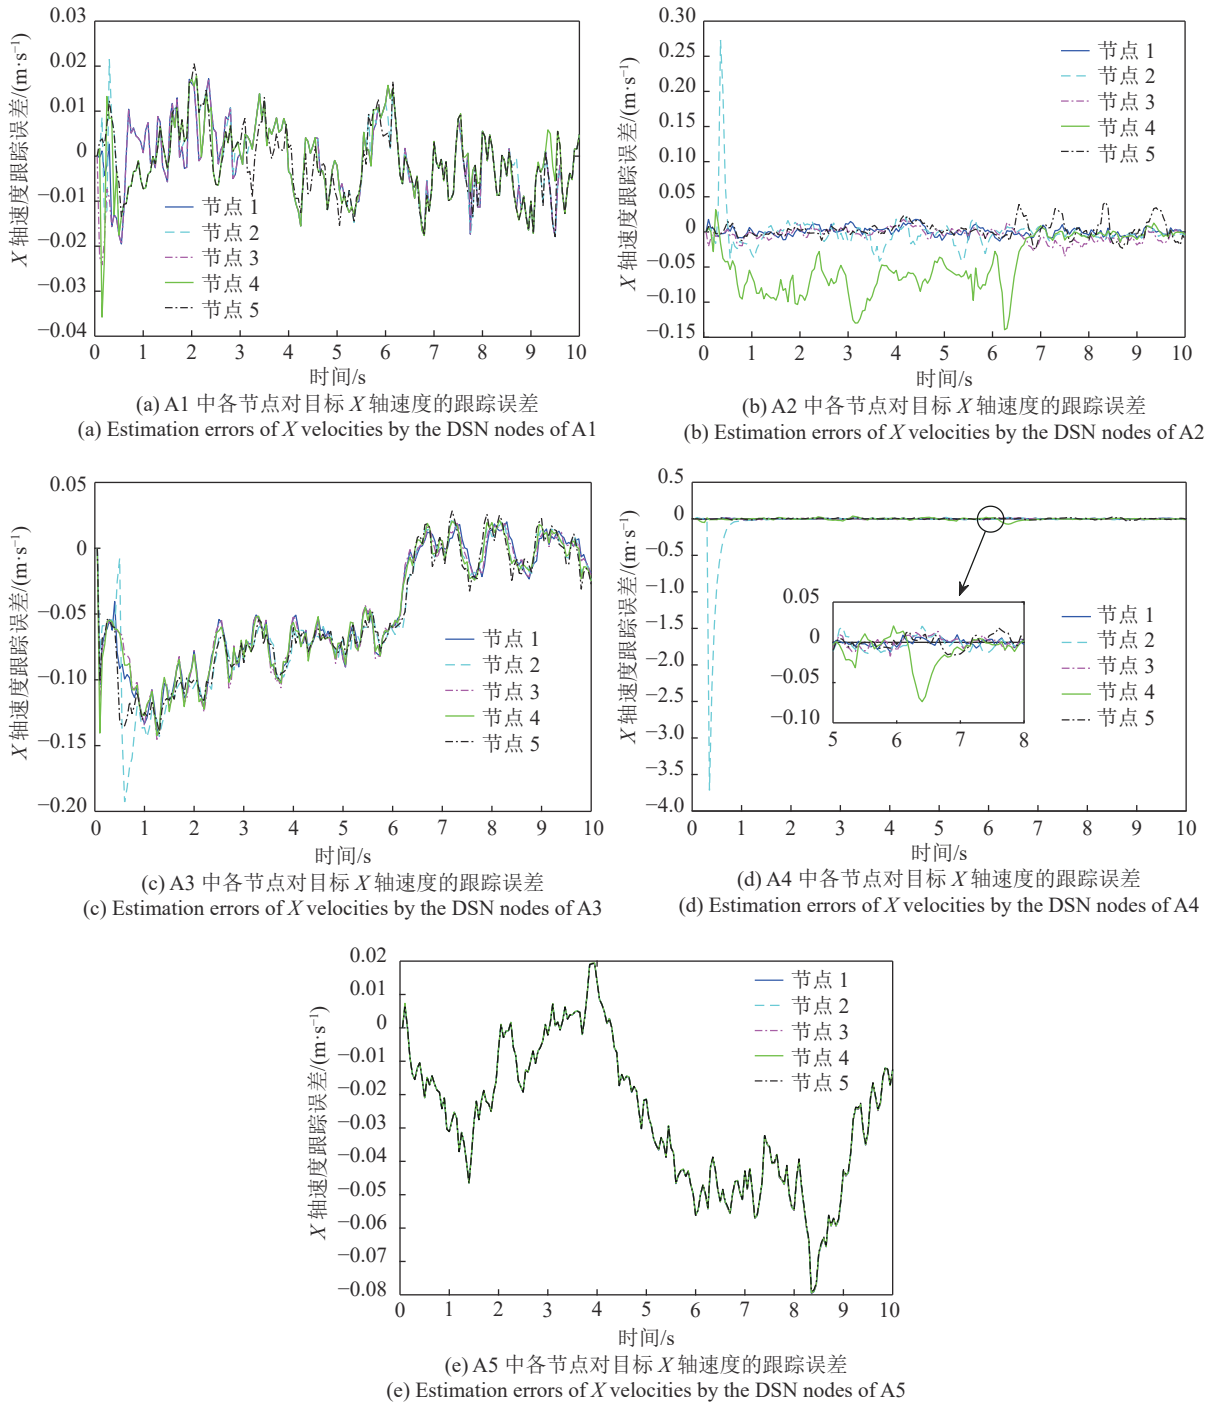 0.03
0.02
0.01
0
−0.01
−0.02
−0.03
−0.04
X 轴速度跟踪误差/(m·s⁻¹)
节点 1
节点 2
节点 3
节点 4
节点 5
0 1 2 3 4 5 6 7 8 9 10
时间/s
(a) A1 中各节点对目标 X 轴速度的跟踪误差
(a) Estimation errors of X velocities by the DSN nodes of A1
0.30
0.25
0.20
0.15
0.10
0.05
0
−0.05
−0.10
−0.15
X 轴速度跟踪误差/(m·s⁻¹)
节点 1
节点 2
节点 3
节点 4
节点 5
0 1 2 3 4 5 6 7 8 9 10
时间/s
(b) A2 中各节点对目标 X 轴速度的跟踪误差
(b) Estimation errors of X velocities by the DSN nodes of A2
0.05
0
−0.05
−0.10
−0.15
−0.20
X 轴速度跟踪误差/(m·s⁻¹)
节点 1
节点 2
节点 3
节点 4
节点 5
0 1 2 3 4 5 6 7 8 9 10
时间/s
(c) A3 中各节点对目标 X 轴速度的跟踪误差
(c) Estimation errors of X velocities by the DSN nodes of A3
0.5
0
−0.5
−1.0
−1.5
−2.0
−2.5
−3.0
−3.5
−4.0
X 轴速度跟踪误差/(m·s⁻¹)
0.05
0
−0.05
−0.10
5 6 7 8
节点 1
节点 2
节点 3
节点 4
节点 5
0 1 2 3 4 5 6 7 8 9 10
时间/s
(d) A4 中各节点对目标 X 轴速度的跟踪误差
(d) Estimation errors of X velocities by the DSN nodes of A4
0.02
0.01
0
−0.01
−0.02
−0.03
−0.04
−0.05
−0.06
−0.07
−0.08
X 轴速度跟踪误差/(m·s⁻¹)
节点 1
节点 2
节点 3
节点 4
节点 5
0 1 2 3 4 5 6 7 8 9 10
时间/s
(e) A5 中各节点对目标 X 轴速度的跟踪误差
(e) Estimation errors of X velocities by the DSN nodes of A5